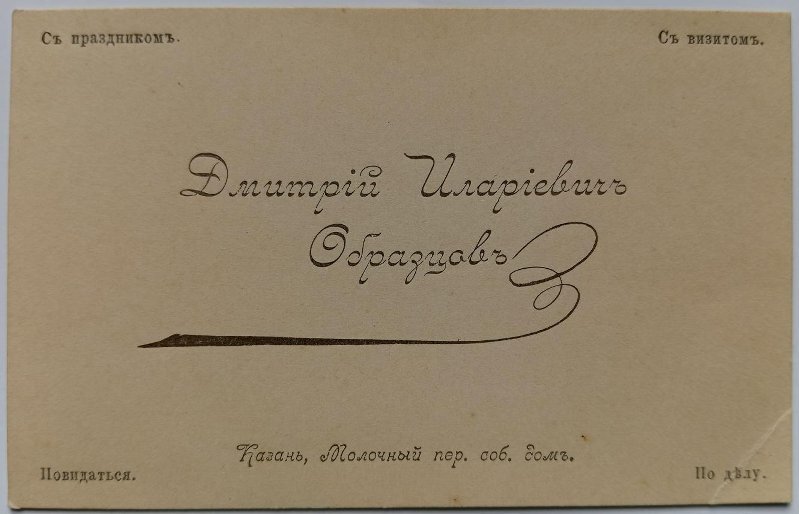 Съ праздникомъ.
Съ визитомъ.
Дмитрій Иларіевичъ
Образцовъ
Казань, Молочный пер. соб. домъ.
Повидаться.
По дѣлу.